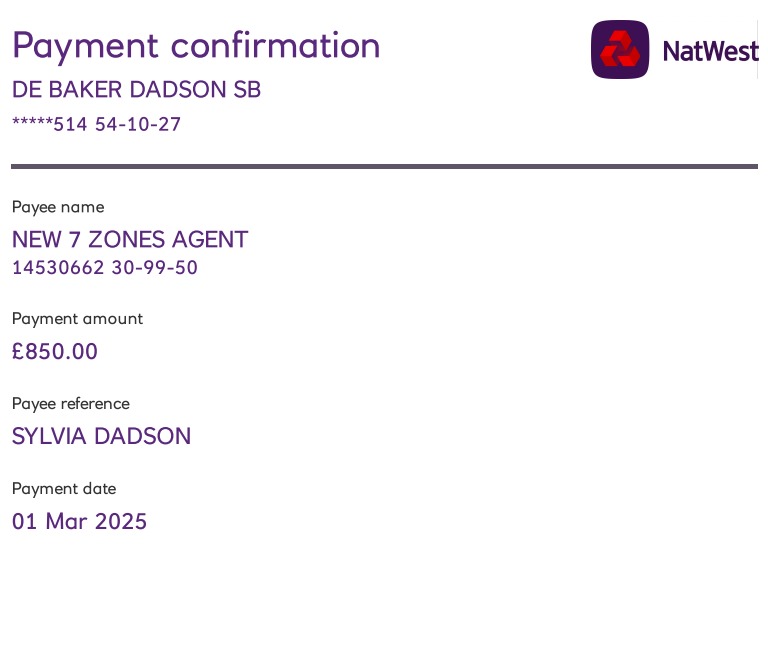 Payment confirmation
NatWest
DE BAKER DADSON SB
*****514 54-10-27
Payee name
NEW 7 ZONES AGENT
14530662 30-99-50
Payment amount
£850.00
Payee reference
SYLVIA DADSON
Payment date
01 Mar 2025